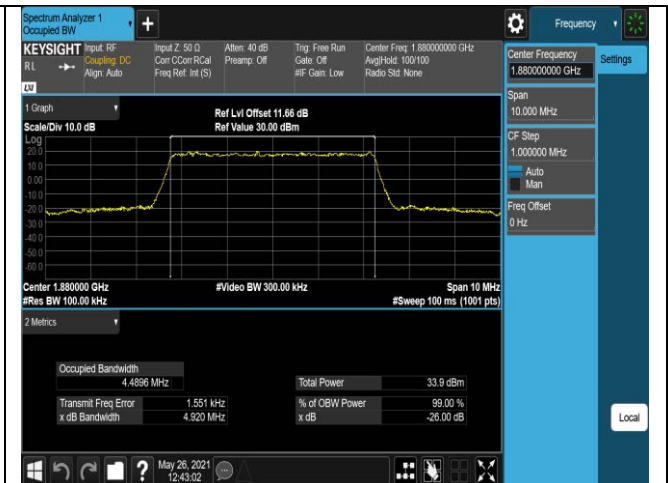 Spectrum Analyzer 1
Occupied BW
Frequency
KEYSIGHT
RL
LXI
Input: RF
Coupling: DC
Align: Auto
Input Z: 50 Ω
Corr CCorr RCal
Freq Ref: Int (S)
Atten: 40 dB
Preamp: Off
Trig: Free Run
Gate: Off
#IF Gain: Low
Center Freq: 1.880000000 GHz
Avg|Hold: 100/100
Radio Std: None
Center Frequency
1.880000000 GHz
Settings
Span
10.000 MHz
CF Step
1.000000 MHz
Auto
Man
Freq Offset
0 Hz
Local
1 Graph
Scale/Div 10.0 dB
Ref Lvl Offset 11.66 dB
Ref Value 30.00 dBm
Log
20.0
10.0
0.00
-10.0
-20.0
-30.0
-40.0
-50.0
-60.0
Center 1.880000 GHz
#Video BW 300.00 kHz
Span 10 MHz
#Res BW 100.00 kHz
#Sweep 100 ms (1001 pts)
2 Metrics
Occupied Bandwidth
4.4896 MHz
Total Power 33.9 dBm
Transmit Freq Error 1.551 kHz
% of OBW Power 99.00 %
x dB Bandwidth 4.920 MHz
x dB -26.00 dB
?
May 26, 2021
12:43:02